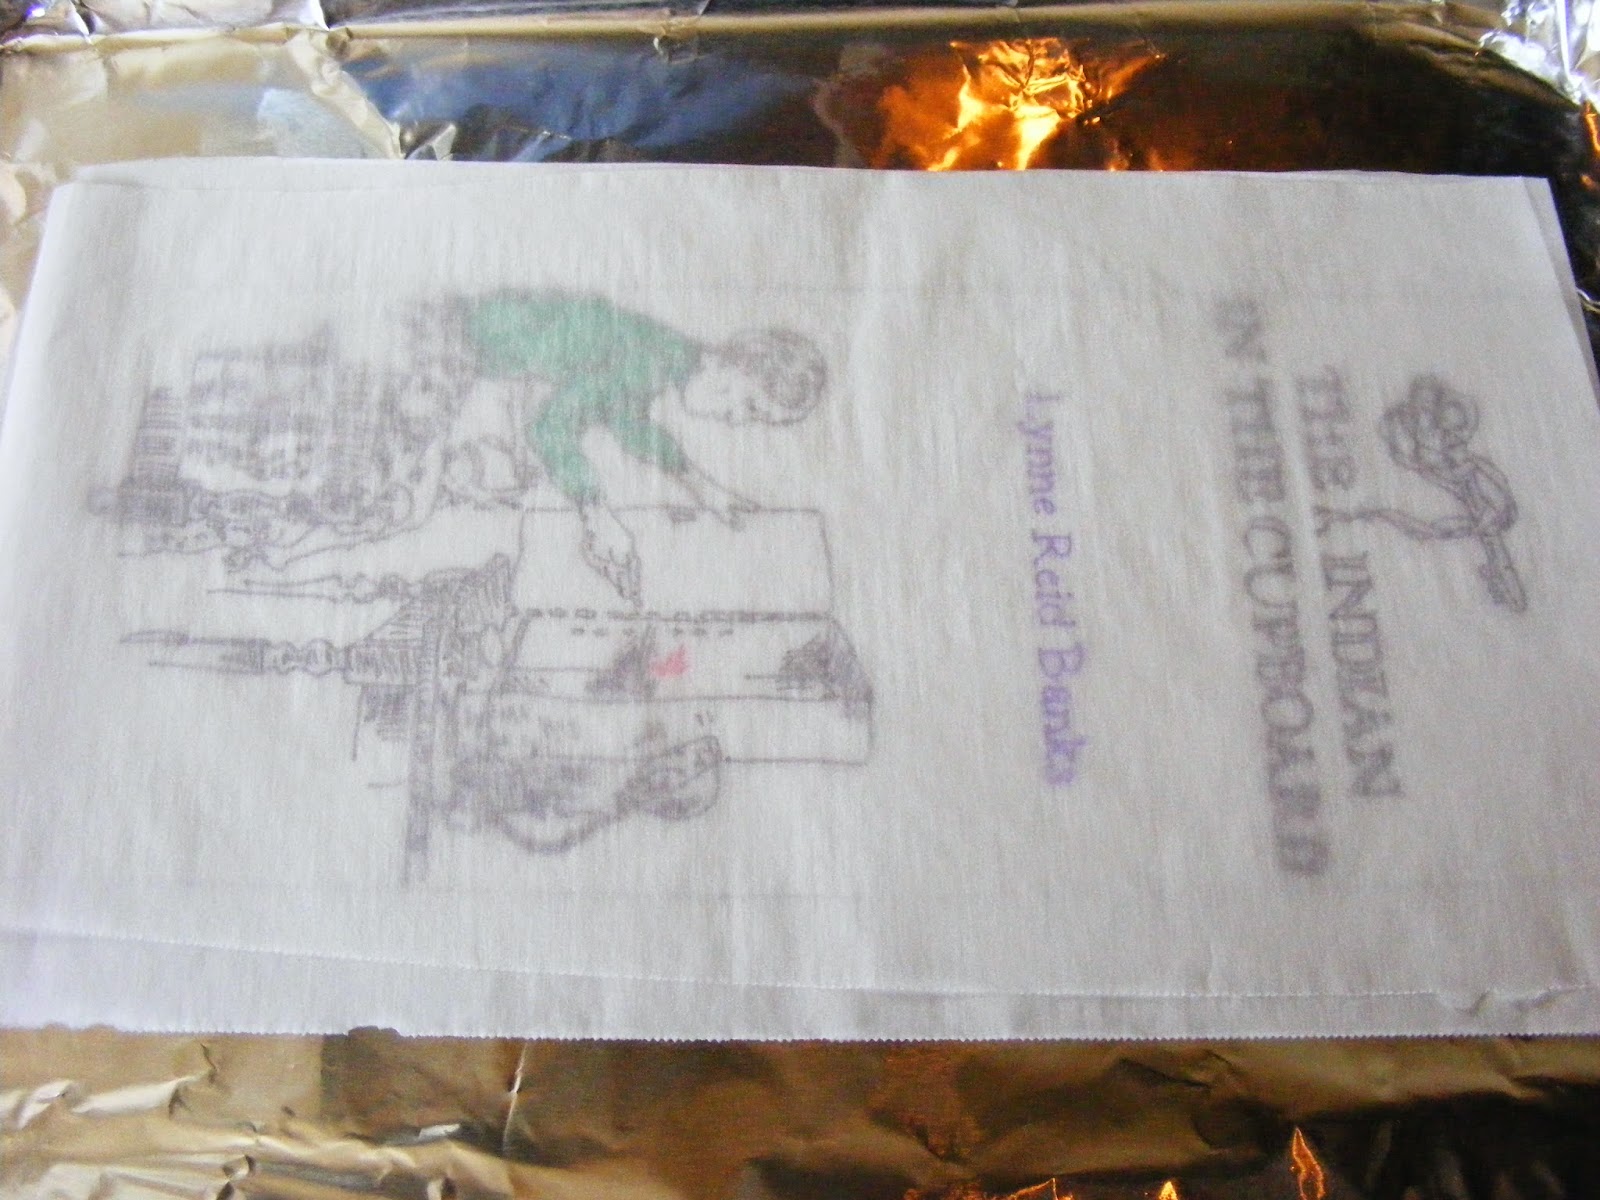 THE INDIAN
IN THE CUPBOARD
Lynne Reid Banks